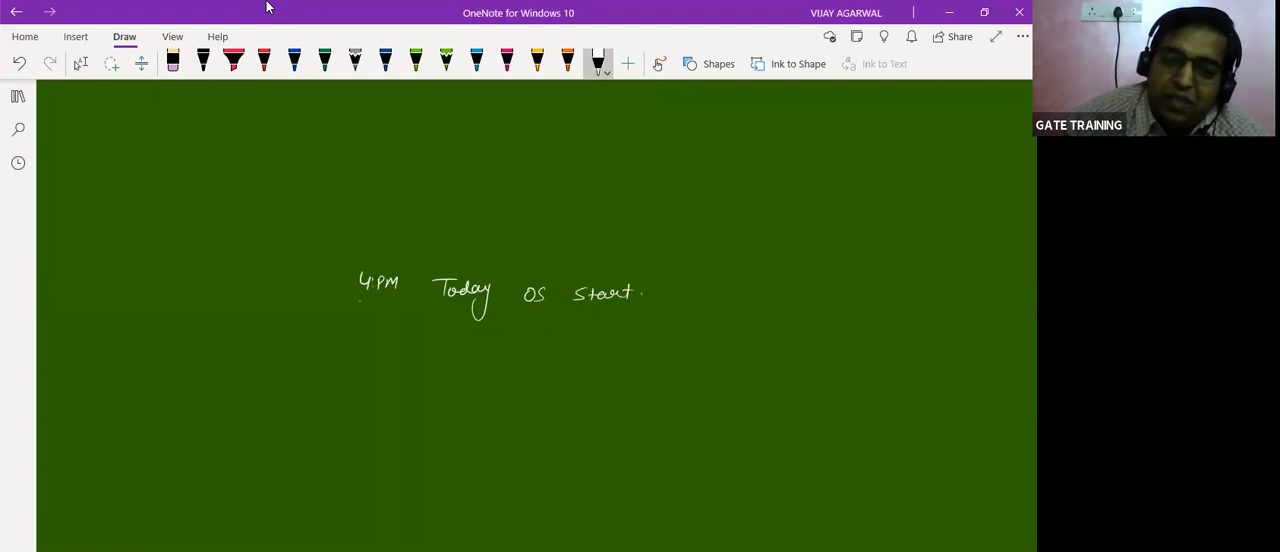 OneNote for Windows 10
VIJAY AGARWAL
Home Insert Draw View Help
Share
Shapes Ink to Shape Ink to Text
GATE TRAINING
4:PM Today OS Start.